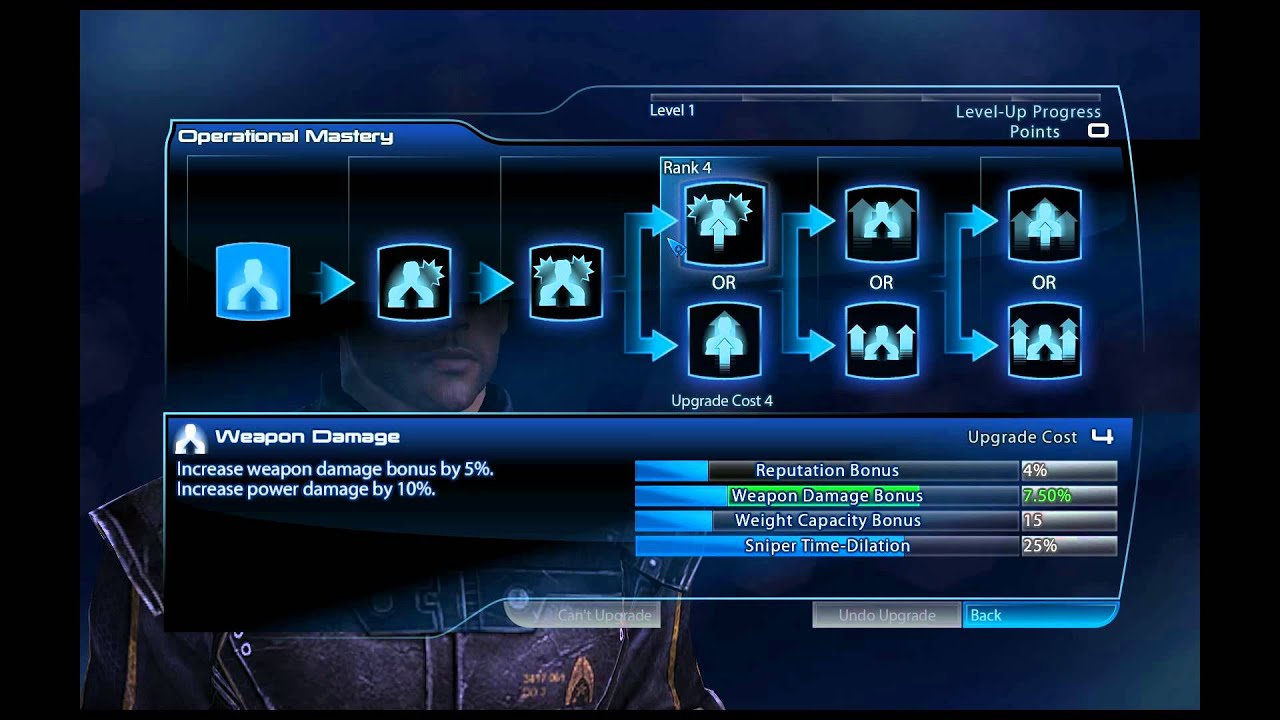 Level 1
Level-Up Progress
Points 0
Operational Mastery
Rank 4
OR
OR
OR
Upgrade Cost 4
Weapon Damage
Upgrade Cost 4
Increase weapon damage bonus by 5%.
Increase power damage by 10%.
Reputation Bonus 4%
Weapon Damage Bonus 7.50%
Weight Capacity Bonus 15
Sniper Time-Dilation 25%
Can't Upgrade
Undo Upgrade
Back